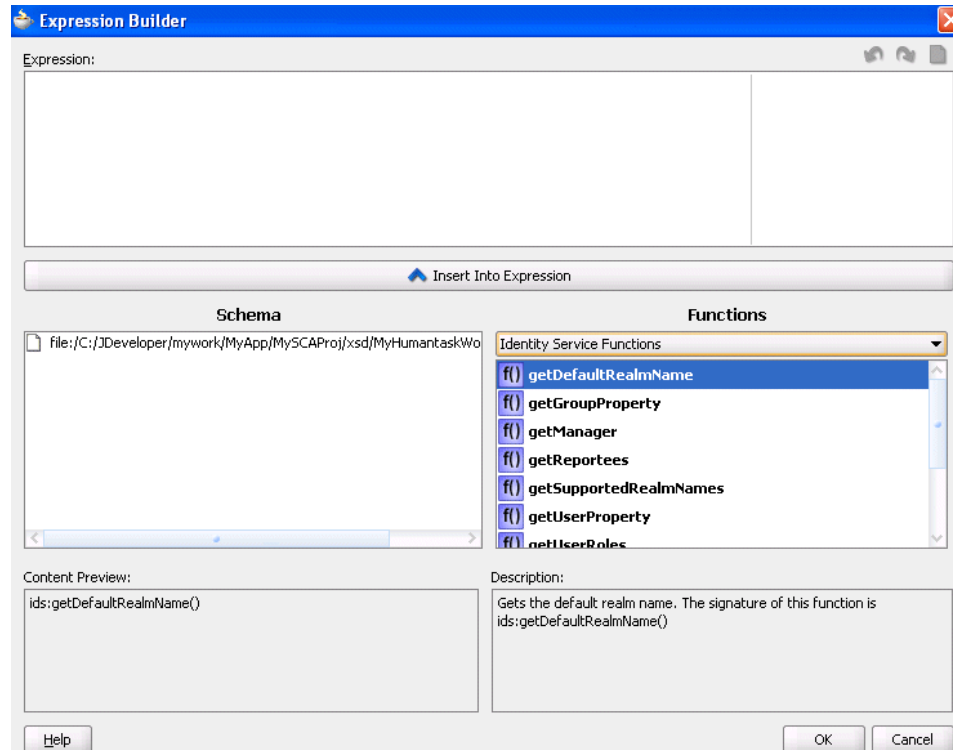 Expression Builder
Expression:
Insert Into Expression
Schema
Functions
file:/C:/JDeveloper/mywork/MyApp/MySCAProj/xsd/MyHumantaskWo
Identity Service Functions
f() getDefaultRealmName
f() getGroupProperty
f() getManager
f() getReportees
f() getSupportedRealmNames
f() getUserProperty
f() getUserRoles
Content Preview:
ids:getDefaultRealmName()
Description:
Gets the default realm name. The signature of this function is
ids:getDefaultRealmName()
Help
OK
Cancel